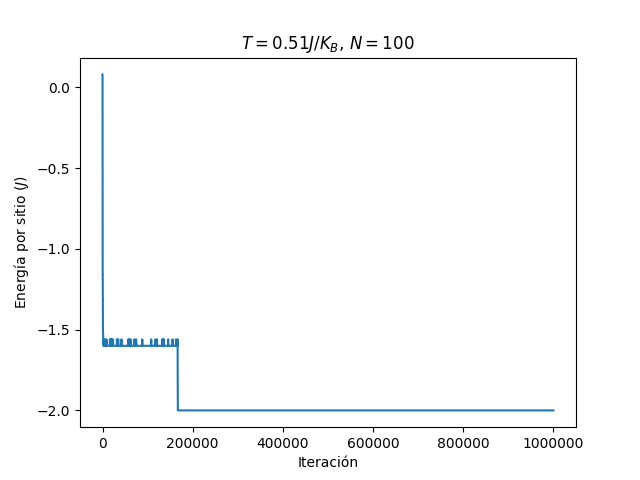 T = 0.51J/K_B, N = 100
0.0
−0.5
−1.0
−1.5
−2.0
Energía por sitio (J)
0 200000 400000 600000 800000 1000000
Iteración